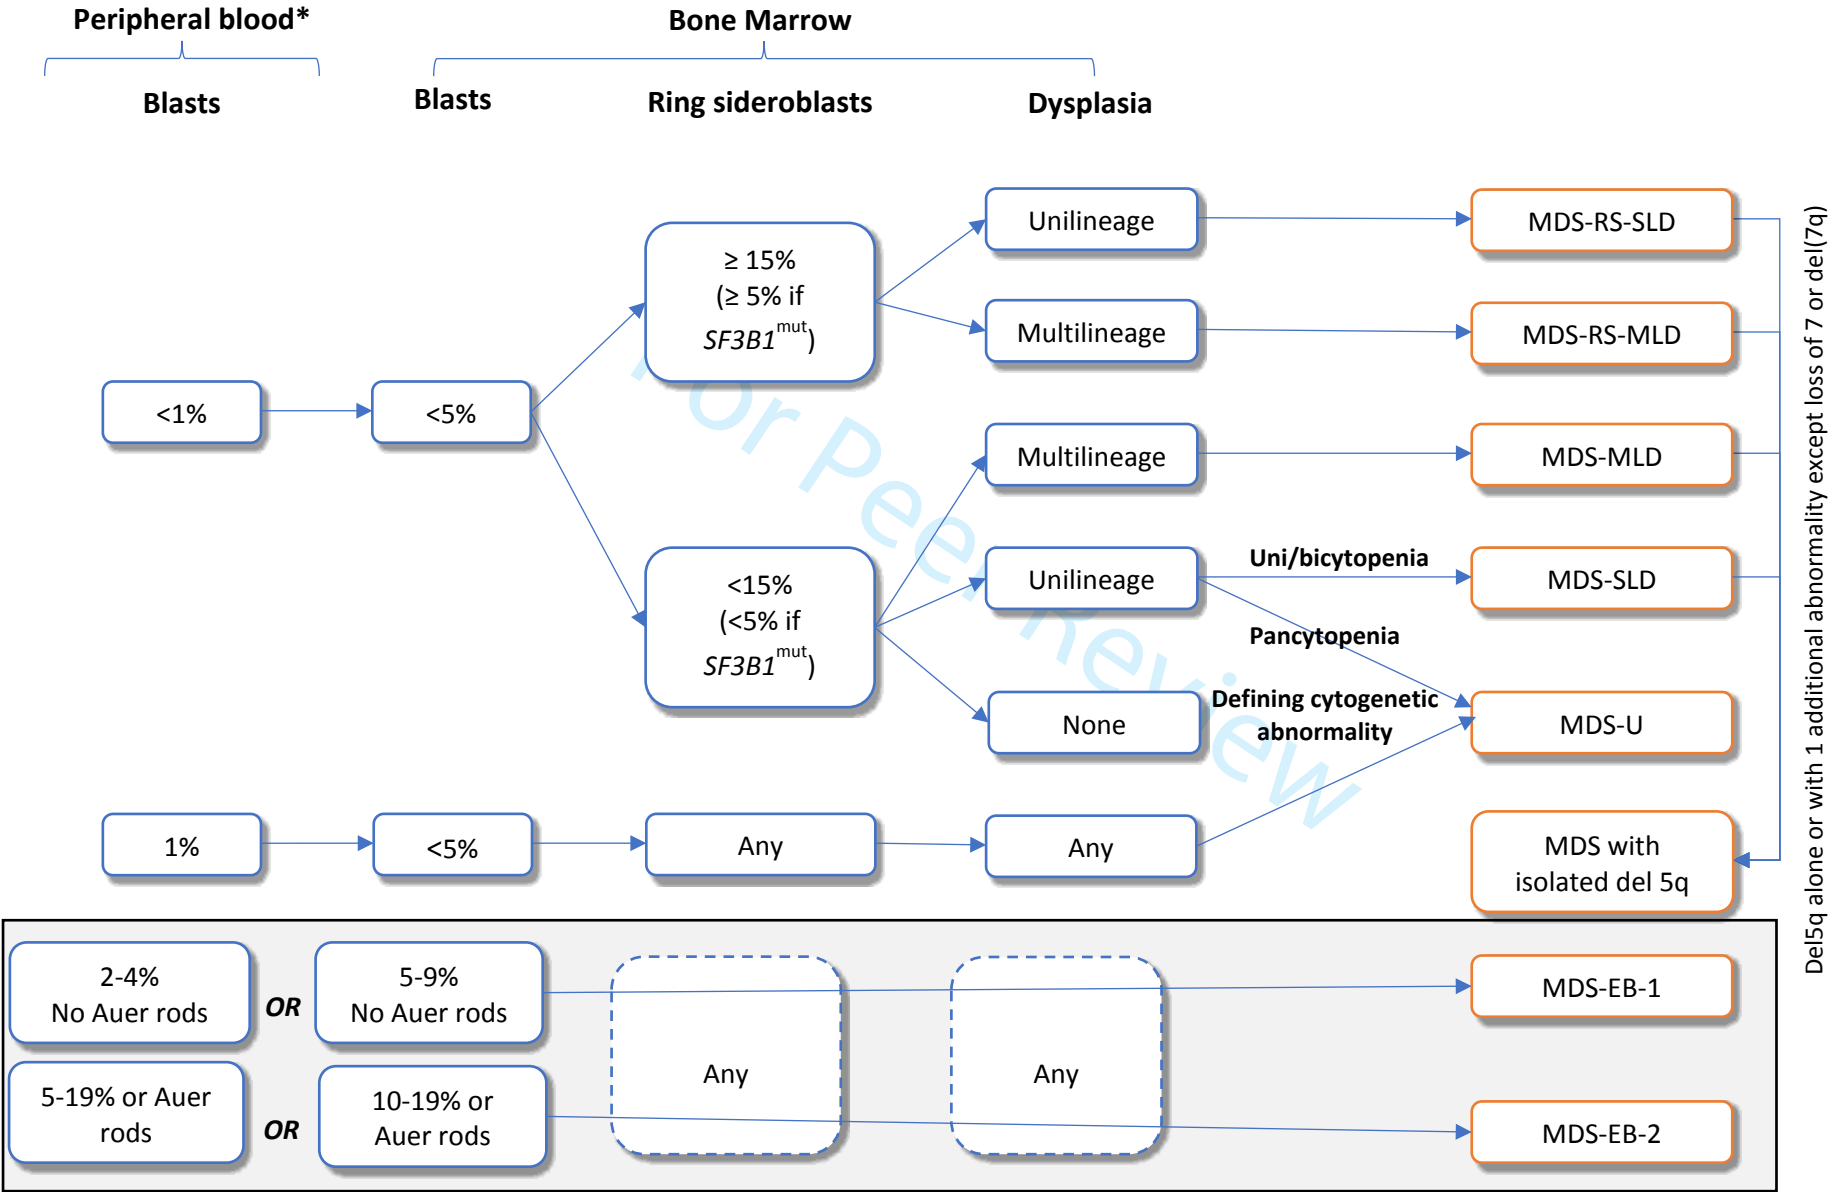 Peripheral blood*
Bone Marrow
Blasts
Blasts
Ring sideroblasts
Dysplasia
Unilineage
MDS-RS-SLD
≥ 15%
(≥ 5% if
SF3B1mut)
Multilineage
MDS-RS-MLD
<1%
<5%
Multilineage
MDS-MLD
<15%
(<5% if
SF3B1mut)
Unilineage
Uni/bicytopenia
MDS-SLD
Pancytopenia
None
Defining cytogenetic
abnormality
MDS-U
1%
<5%
Any
Any
MDS with
isolated del 5q
Del5q alone or with 1 additional abnormality except loss of 7 or del(7q)
2-4%
No Auer rods
OR
5-9%
No Auer rods
MDS-EB-1
Any
Any
5-19% or Auer
rods
OR
10-19% or
Auer rods
MDS-EB-2
For Peer Review